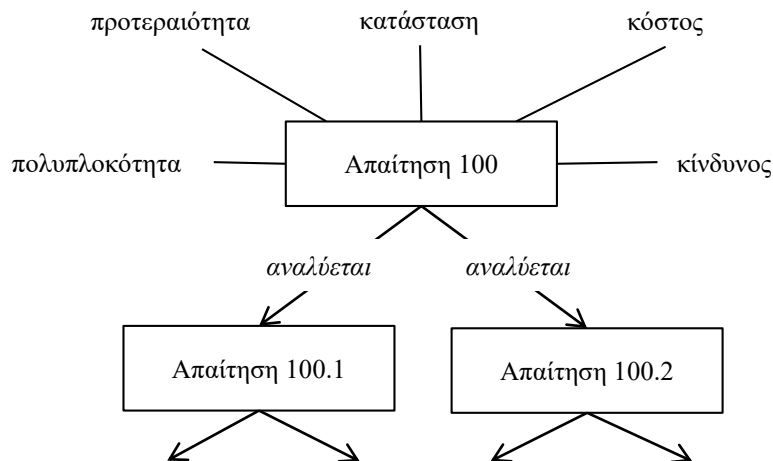 προτεραιότητα κατάσταση κόστος
πολυπλοκότητα Απαίτηση 100 κίνδυνος
αναλύεται αναλύεται
Απαίτηση 100.1 Απαίτηση 100.2